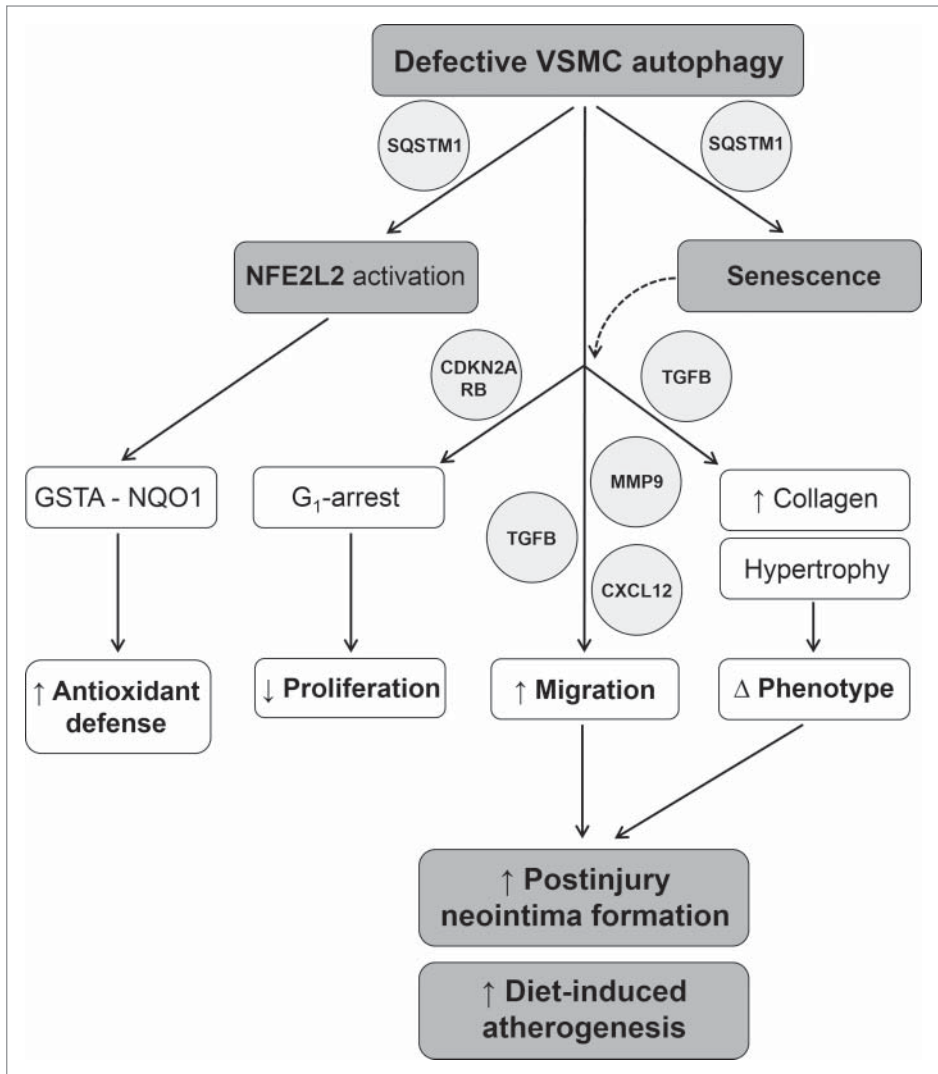 Defective VSMC autophagy
SQSTM1
SQSTM1
NFE2L2 activation
Senescence
CDKN2A
RB
TGFB
GSTA - NQO1
G₁-arrest
MMP9
↑ Collagen
TGFB
Hypertrophy
CXCL12
↑ Antioxidant
defense
↓ Proliferation
↑ Migration
Δ Phenotype
↑ Postinjury
neointima formation
↑ Diet-induced
atherogenesis